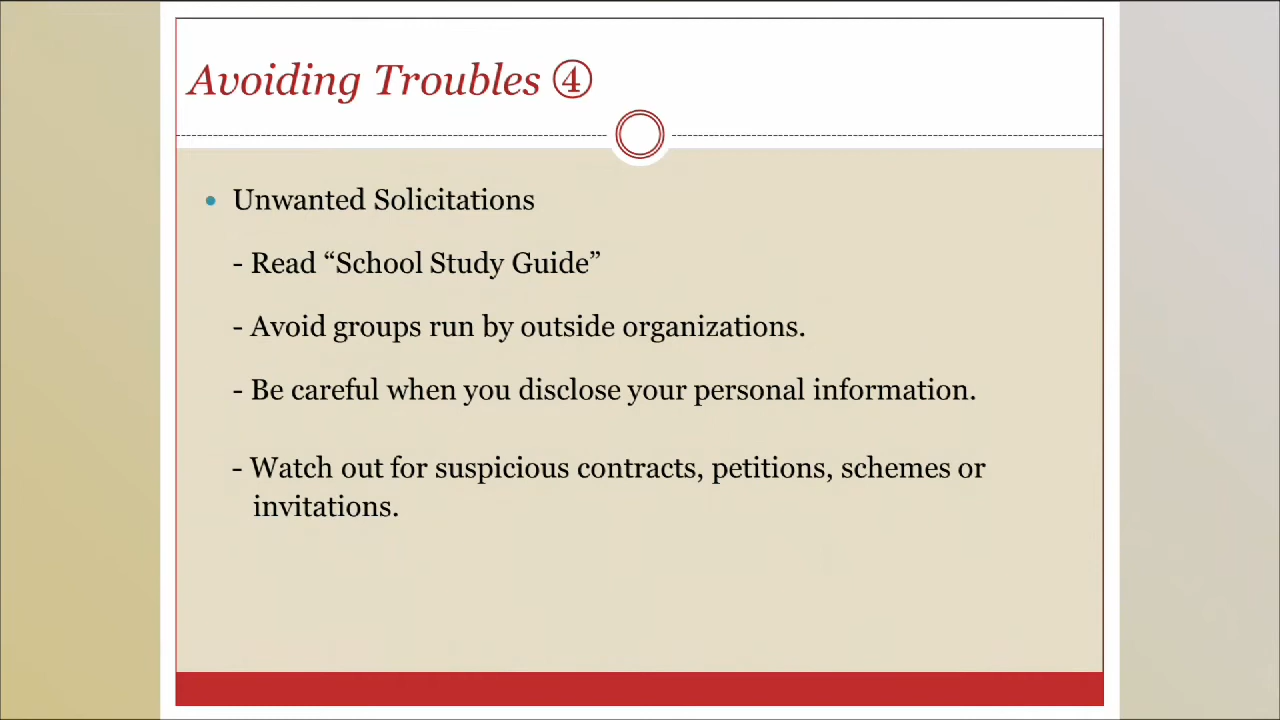 Avoiding Troubles ④
• Unwanted Solicitations
- Read “School Study Guide”
- Avoid groups run by outside organizations.
- Be careful when you disclose your personal information.
- Watch out for suspicious contracts, petitions, schemes or
invitations.